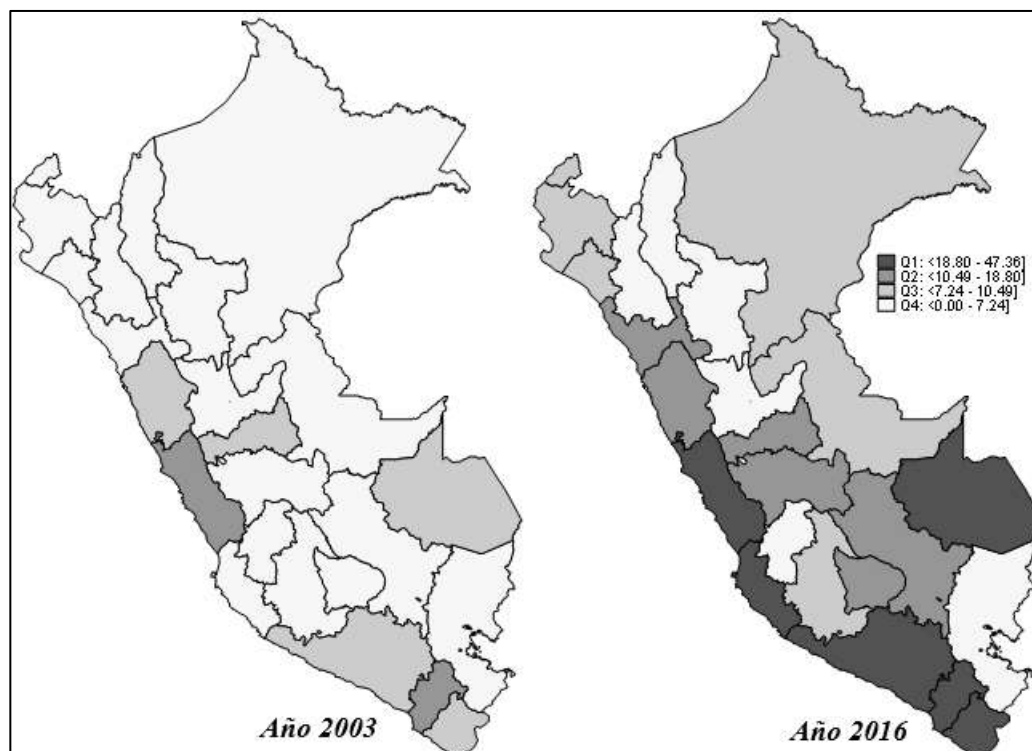 Q1: <18.80 - 47.36]
Q2: <10.49 - 18.80]
Q3: <7.24 - 10.49]
Q4: <0.00 - 7.24]
Año 2003
Año 2016